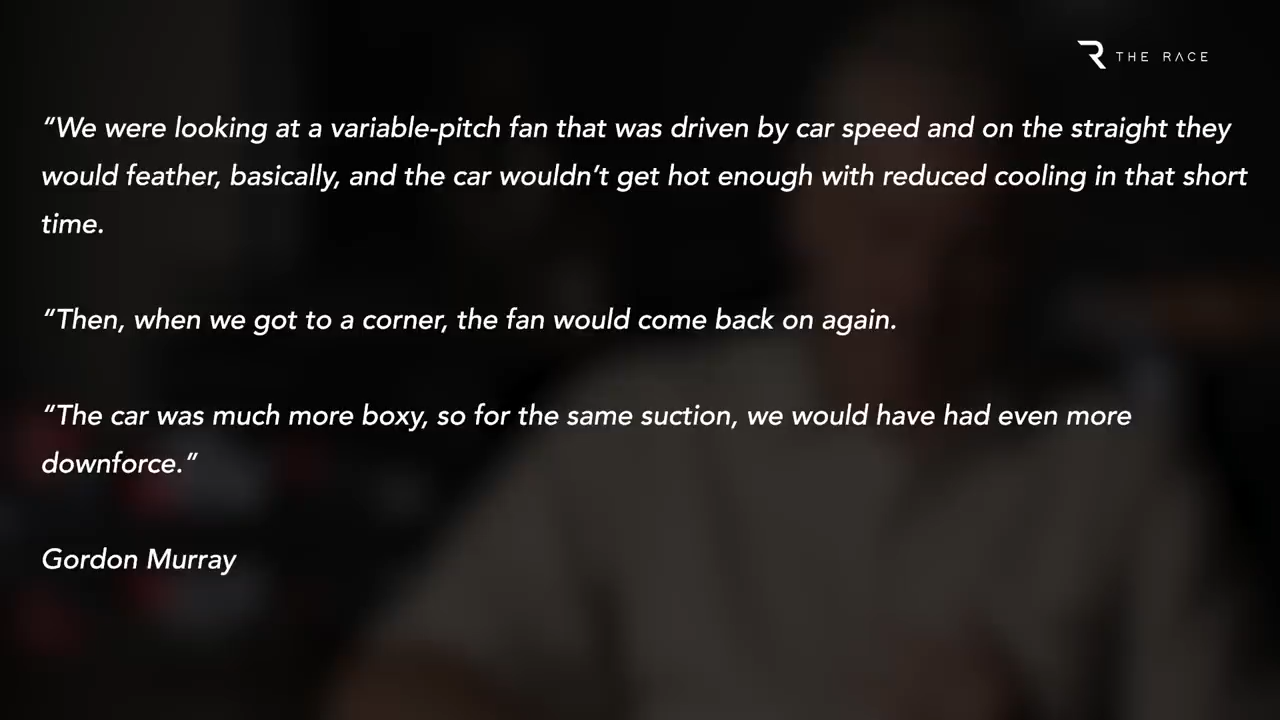 THE RACE
“We were looking at a variable-pitch fan that was driven by car speed and on the straight they
would feather, basically, and the car wouldn’t get hot enough with reduced cooling in that short
time.
“Then, when we got to a corner, the fan would come back on again.
“The car was much more boxy, so for the same suction, we would have had even more
downforce.”
Gordon Murray